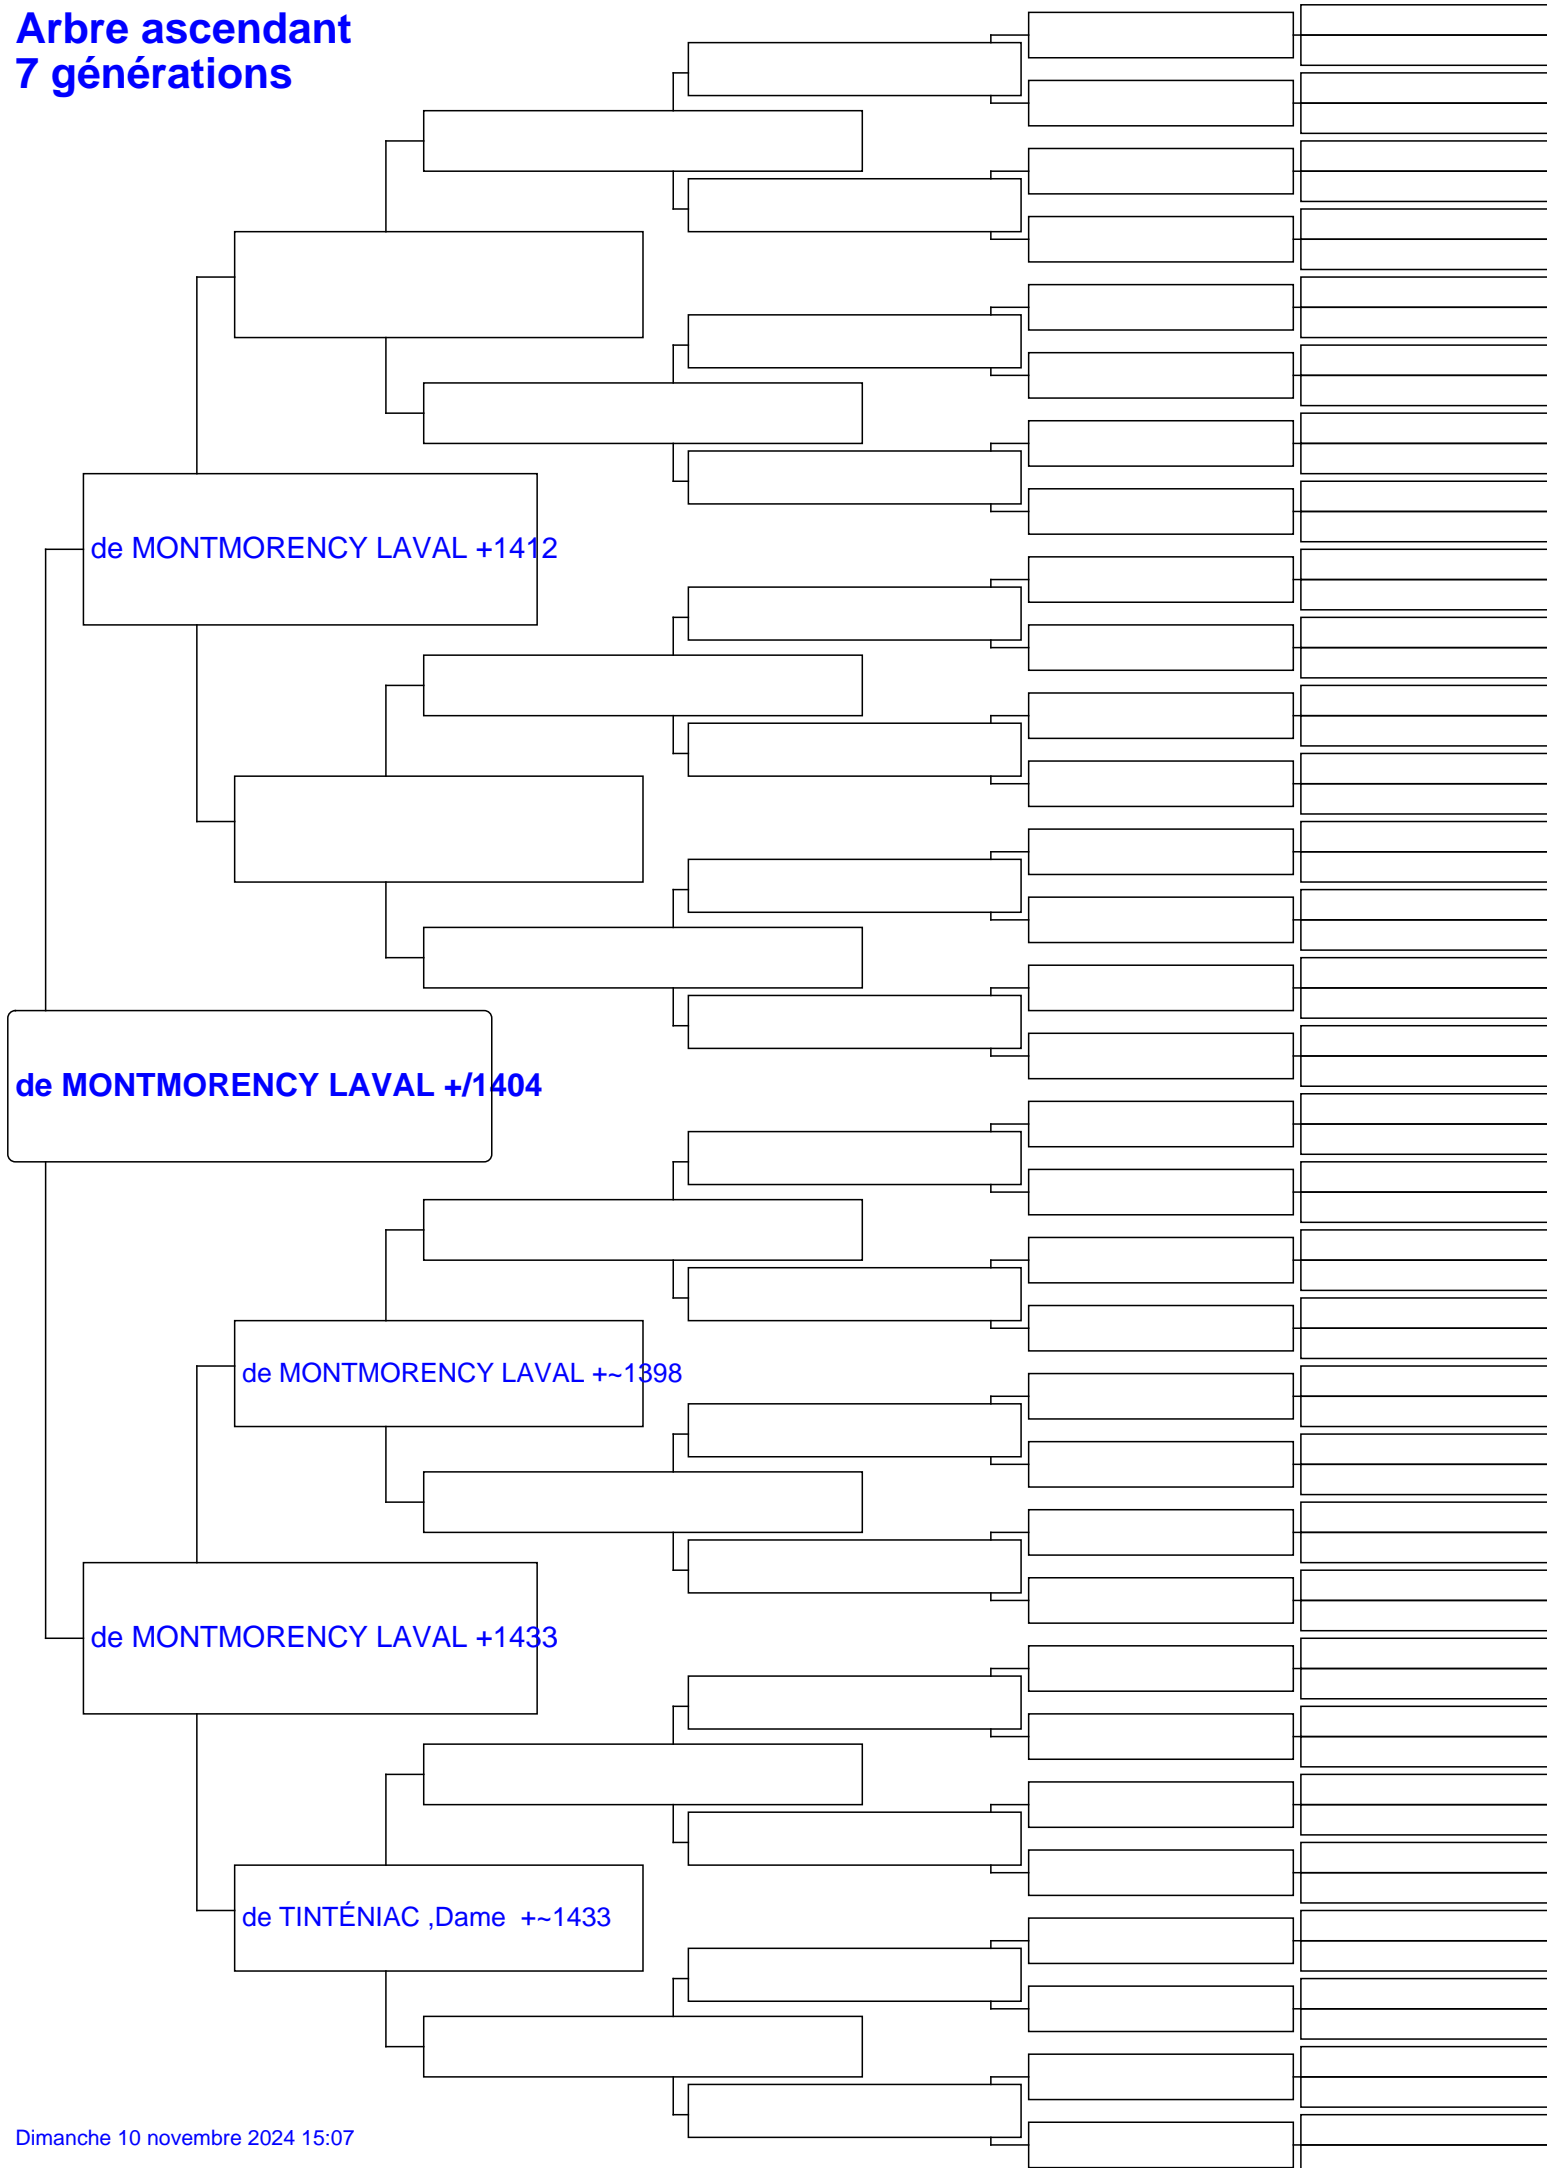 Arbre ascendant
7 générations
de MONTMORENCY LAVAL +1412
de MONTMORENCY LAVAL +/1404
de MONTMORENCY LAVAL +~1398
de MONTMORENCY LAVAL +1433
de TINTÉNIAC ,Dame  +~1433
Dimanche 10 novembre 2024 15:07